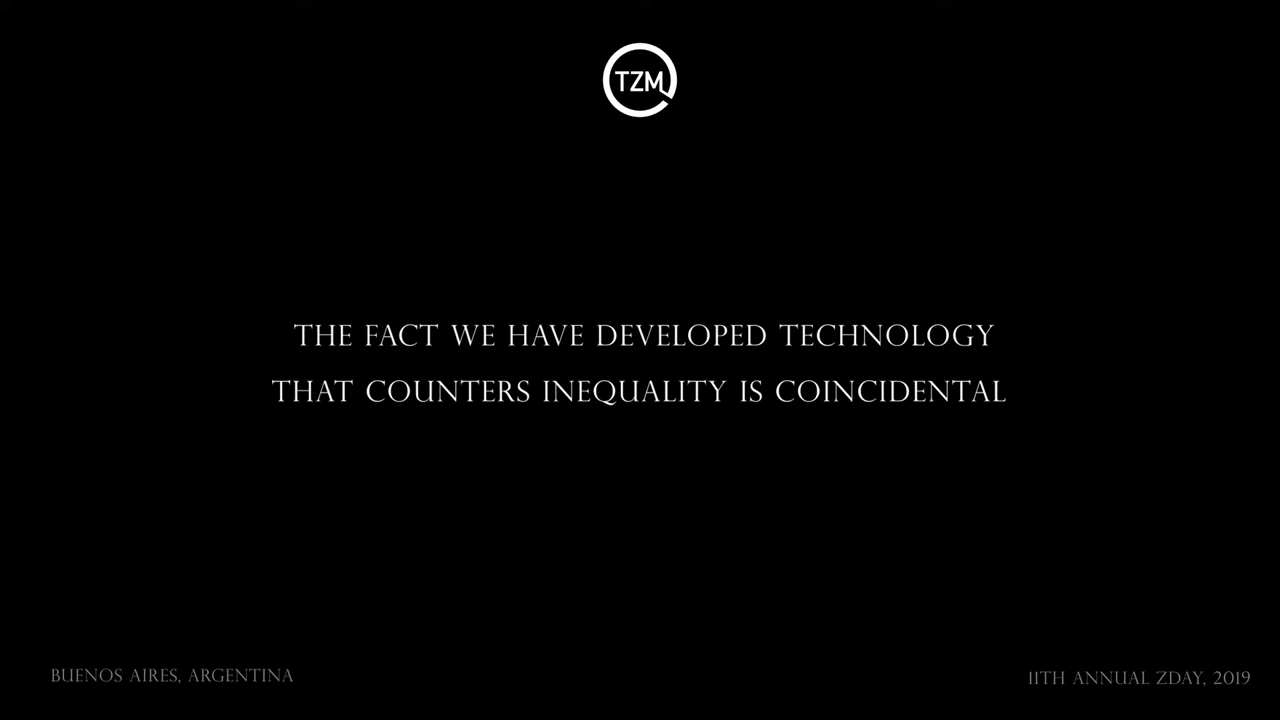 TZM
THE FACT WE HAVE DEVELOPED TECHNOLOGY
THAT COUNTERS INEQUALITY IS COINCIDENTAL
BUENOS AIRES, ARGENTINA
11TH ANNUAL ZDAY, 2019